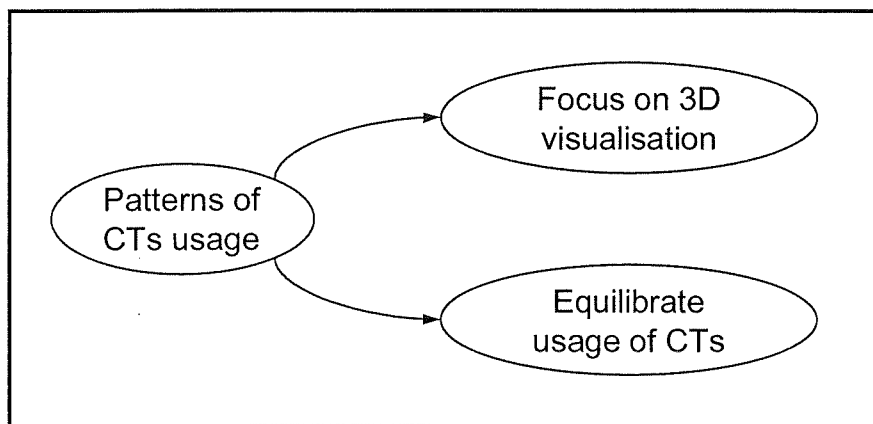 Focus on 3D
visualisation
Patterns of
CTs usage
Equilibrate
usage of CTs